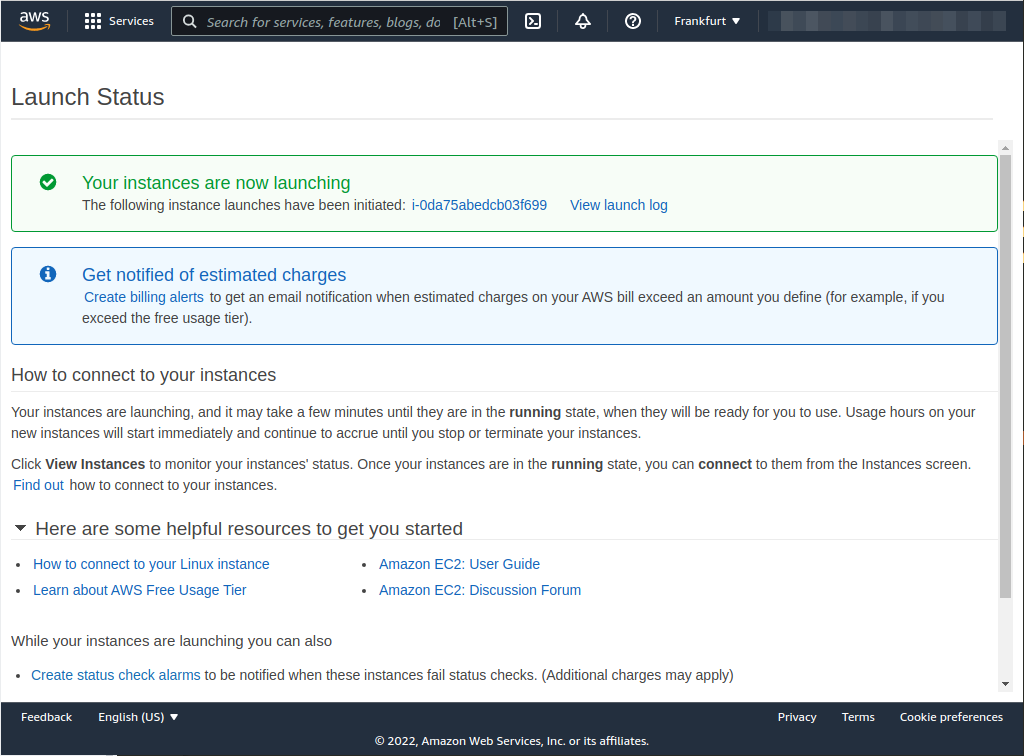 aws
Services
Search for services, features, blogs, do [Alt+S]
Frankfurt
Launch Status
Your instances are now launching
The following instance launches have been initiated: i-0da75abedcb03f699 View launch log
Get notified of estimated charges
Create billing alerts to get an email notification when estimated charges on your AWS bill exceed an amount you define (for example, if you
exceed the free usage tier).
How to connect to your instances
Your instances are launching, and it may take a few minutes until they are in the running state, when they will be ready for you to use. Usage hours on your
new instances will start immediately and continue to accrue until you stop or terminate your instances.
Click View Instances to monitor your instances' status. Once your instances are in the running state, you can connect to them from the Instances screen.
Find out how to connect to your instances.
Here are some helpful resources to get you started
• How to connect to your Linux instance
• Learn about AWS Free Usage Tier
• Amazon EC2: User Guide
• Amazon EC2: Discussion Forum
While your instances are launching you can also
• Create status check alarms to be notified when these instances fail status checks. (Additional charges may apply)
Feedback English (US) Privacy Terms Cookie preferences
© 2022, Amazon Web Services, Inc. or its affiliates.